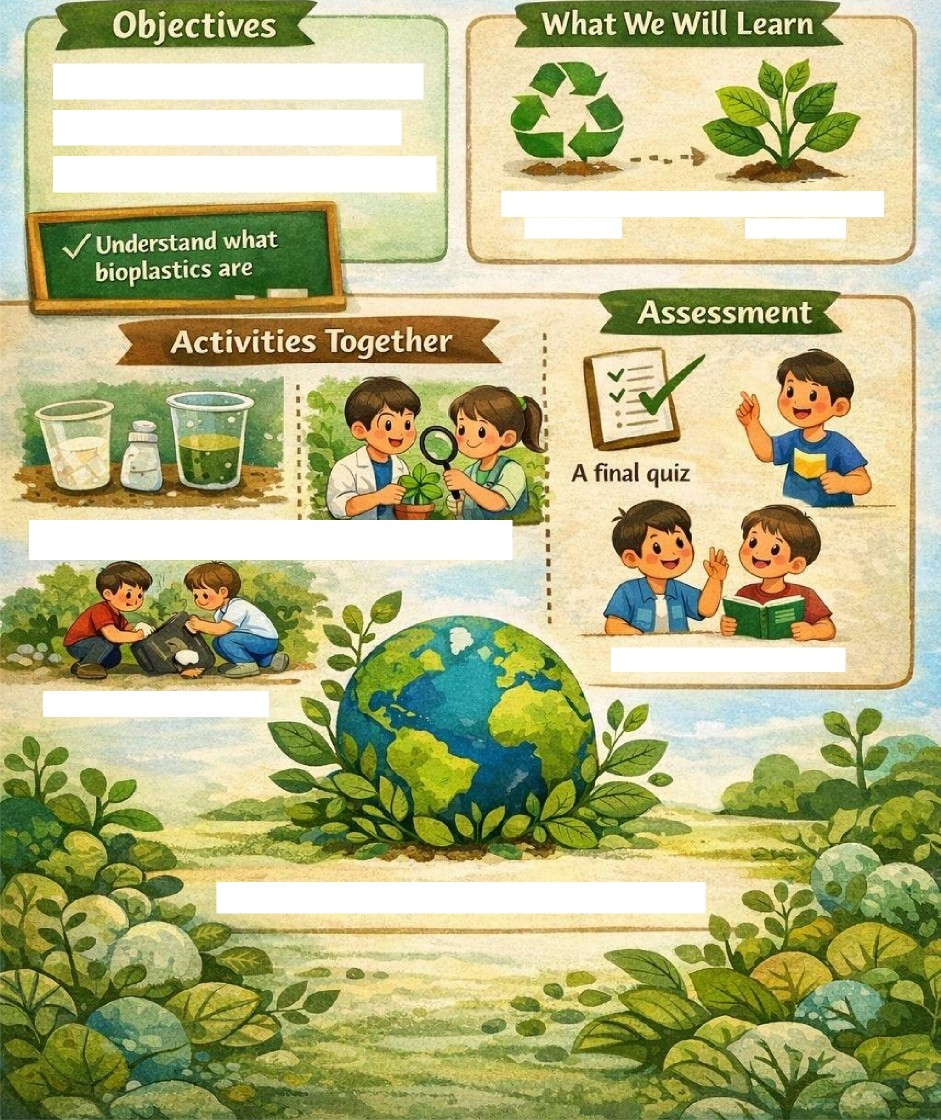 Objectives
What We Will Learn
Understand what
bioplastics are
Activities Together
Assessment
A final quiz